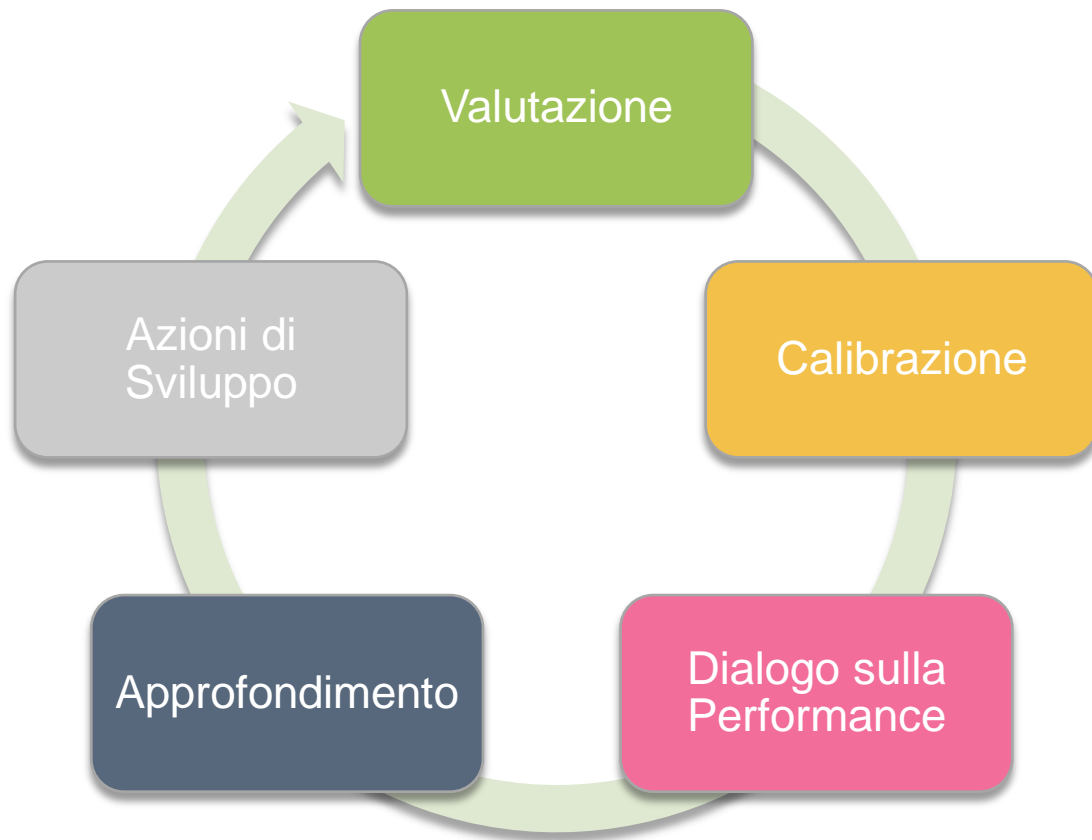 Valutazione
Calibrazione
Dialogo sulla
Performance
Approfondimento
Azioni di
Sviluppo